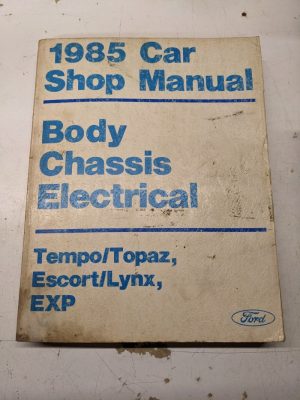 1985 Car
Shop Manual
Body
Chassis
Electrical
Tempo/Topaz,
Escort/Lynx,
EXP
Ford